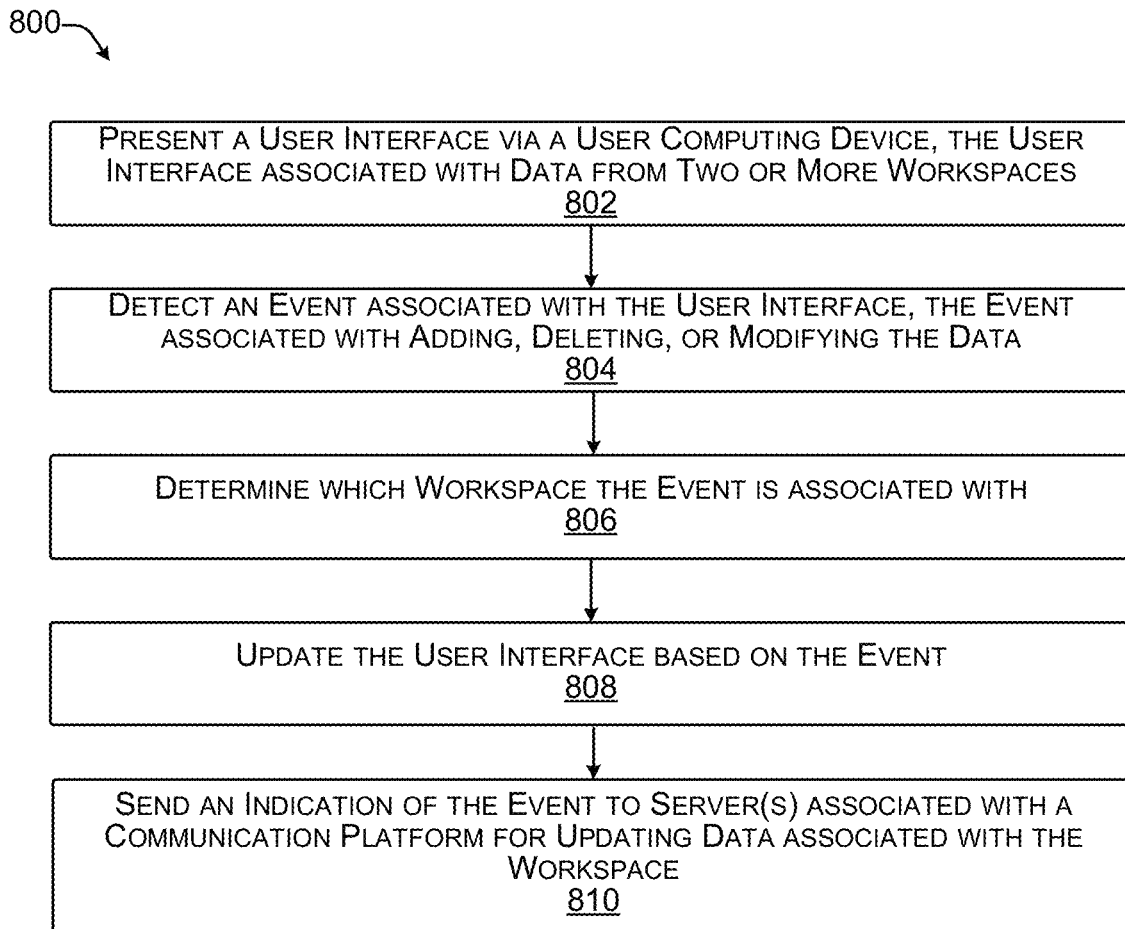 800
PRESENT A USER INTERFACE VIA A USER COMPUTING DEVICE, THE USER
INTERFACE ASSOCIATED WITH DATA FROM TWO OR MORE WORKSPACES
802
DETECT AN EVENT ASSOCIATED WITH THE USER INTERFACE, THE EVENT
ASSOCIATED WITH ADDING, DELETING, OR MODIFYING THE DATA
804
DETERMINE WHICH WORKSPACE THE EVENT IS ASSOCIATED WITH
806
UPDATE THE USER INTERFACE BASED ON THE EVENT
808
SEND AN INDICATION OF THE EVENT TO SERVER(S) ASSOCIATED WITH A
COMMUNICATION PLATFORM FOR UPDATING DATA ASSOCIATED WITH THE
WORKSPACE
810